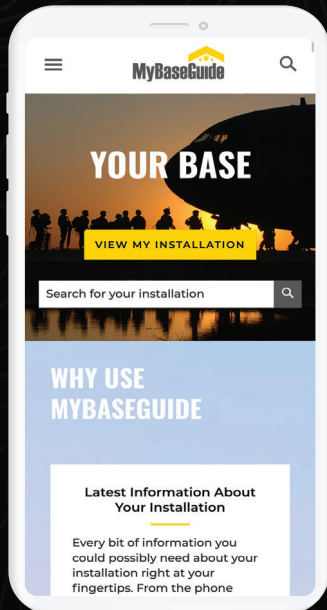 MyBaseGuide
YOUR BASE
VIEW MY INSTALLATION
Search for your installation
WHY USE
MYBASEGUIDE
Latest Information About
Your Installation
Every bit of information you
could possibly need about your
installation right at your
fingertips. From the phone